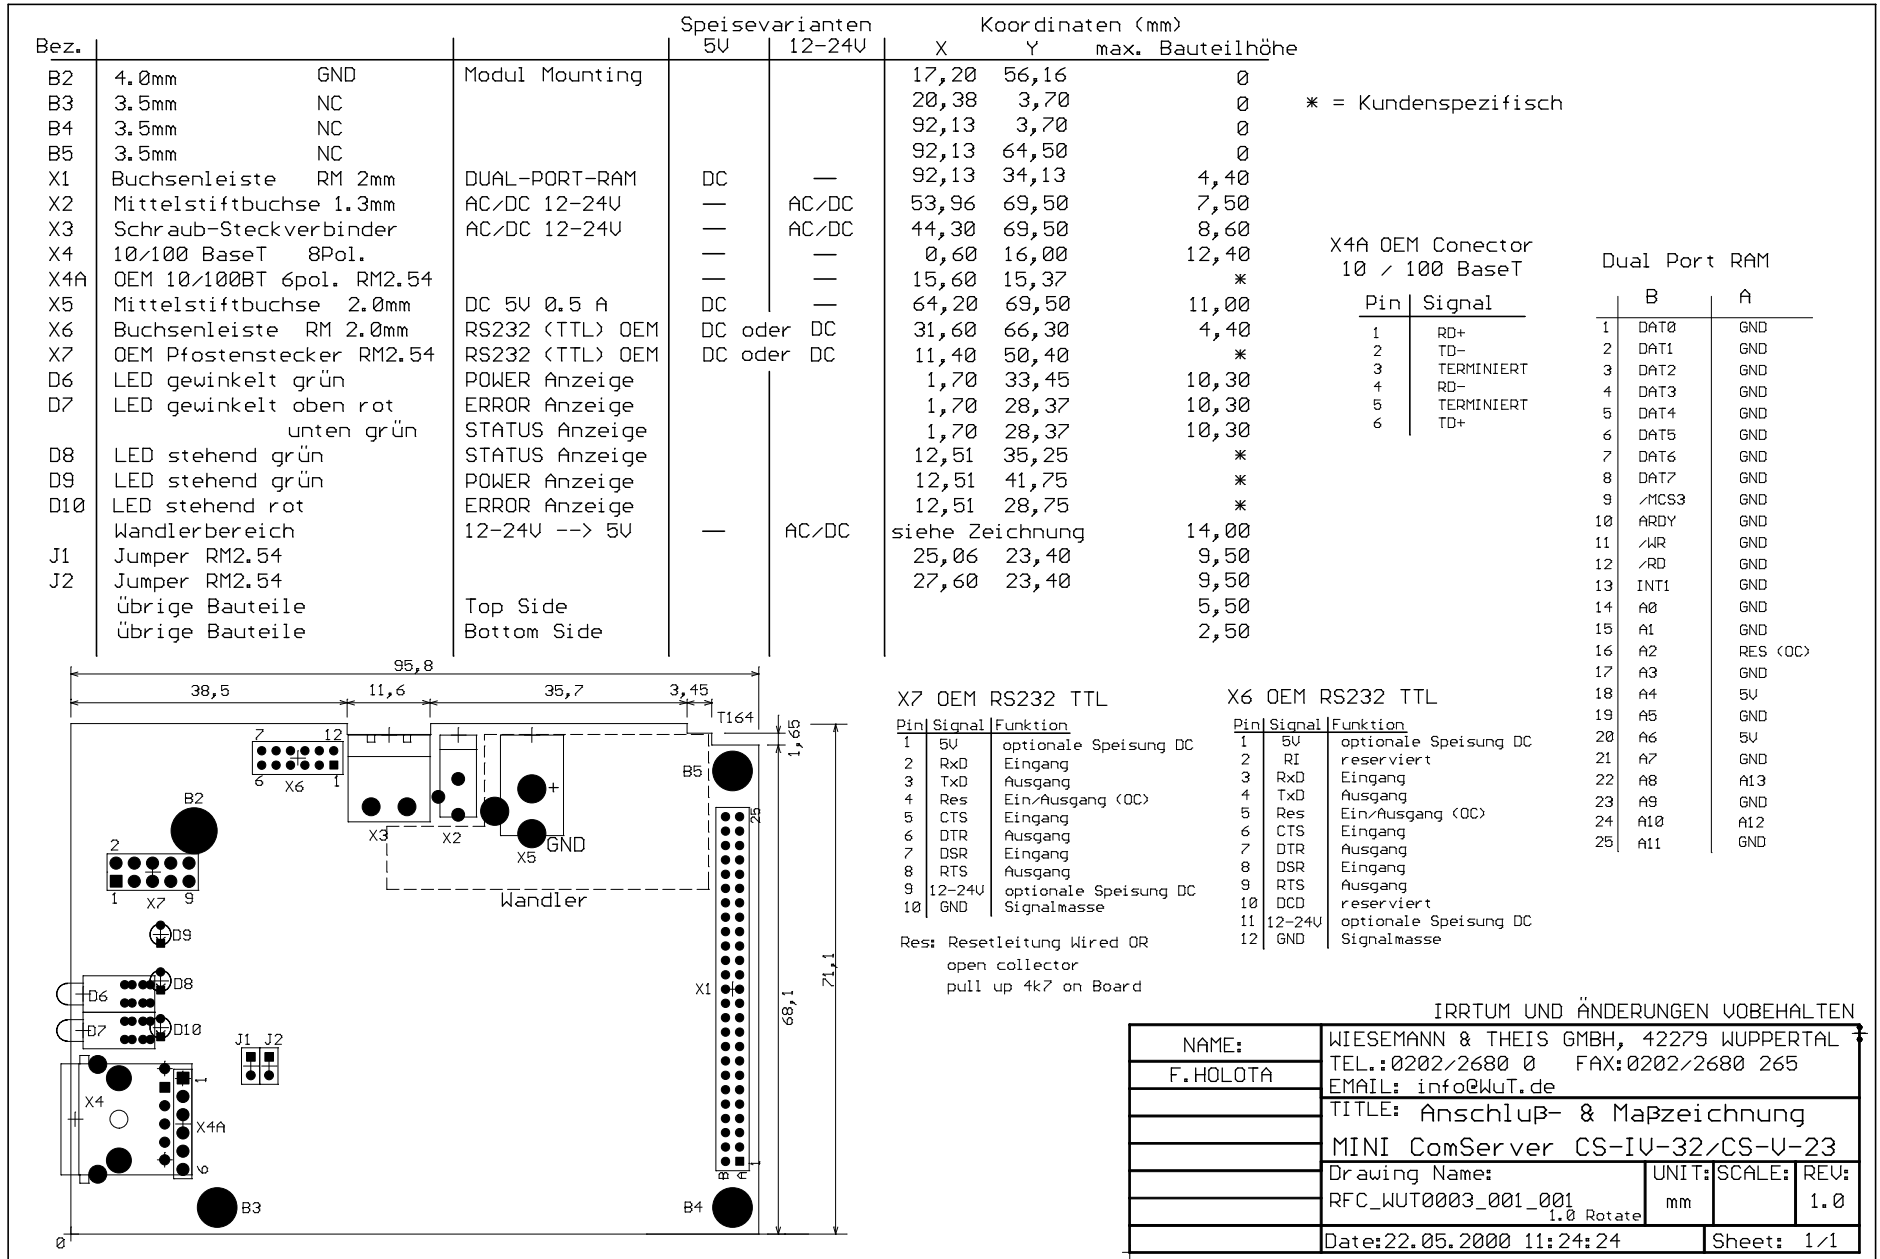 Speisevarianten Koordinaten (mm)
Bez. 5V 12-24V X Y max. Bauteilhöhe
B2 4.0mm GND Modul Mounting 17,20 56,16 0
B3 3.5mm NC 20,38 3,70 0
* = Kundenspezifisch
B4 3.5mm NC 92,13 3,70 0
B5 3.5mm NC 92,13 64,50 0
X1 Buchsenleiste RM 2mm DUAL-PORT-RAM DC — 92,13 34,13 4,40
X2 Mittelstiftbuchse 1.3mm AC/DC 12-24V — AC/DC 53,96 69,50 7,50
X3 Schraub-Steckverbinder AC/DC 12-24V — AC/DC 44,30 69,50 8,60
X4 10/100 BaseT 8Pol. — — 0,60 16,00 12,40
X4A OEM 10/100BT 6pol. RM2.54 — — 15,60 15,37 *
X5 Mittelstiftbuchse 2.0mm DC 5V 0.5 A DC — 64,20 69,50 11,00
X6 Buchsenleiste RM 2.0mm RS232 (TTL) OEM DC oder DC 31,60 66,30 4,40
X7 OEM Pfostenstecker RM2.54 RS232 (TTL) OEM DC oder DC 11,40 50,40 *
D6 LED gewinkelt grün POWER Anzeige 1,70 33,45 10,30
D7 LED gewinkelt oben rot ERROR Anzeige 1,70 28,37 10,30
unten grün STATUS Anzeige 1,70 28,37 10,30
D8 LED stehend grün STATUS Anzeige 12,51 35,25 *
D9 LED stehend grün POWER Anzeige 12,51 41,75 *
D10 LED stehend rot ERROR Anzeige 12,51 28,75 *
Wandlerbereich 12-24V --> 5V — AC/DC siehe Zeichnung 14,00
J1 Jumper RM2.54 25,06 23,40 9,50
J2 Jumper RM2.54 27,60 23,40 9,50
übrige Bauteile Top Side 5,50
übrige Bauteile Bottom Side 2,50
X4A OEM Conector
10 / 100 BaseT
Pin Signal
1 RD+
2 TD-
3 TERMINIERT
4 RD-
5 TERMINIERT
6 TD+
Dual Port RAM
B A
1 DAT0 GND
2 DAT1 GND
3 DAT2 GND
4 DAT3 GND
5 DAT4 GND
6 DAT5 GND
7 DAT6 GND
8 DAT7 GND
9 /MCS3 GND
10 ARDY GND
11 /WR GND
12 /RD GND
13 INT1 GND
14 A0 GND
15 A1 GND
16 A2 RES (OC)
17 A3 GND
18 A4 5V
19 A5 GND
20 A6 5V
21 A7 GND
22 A8 A13
23 A9 GND
24 A10 A12
25 A11 GND
95,8
38,5 11,6 35,7 3,45
T164
1,65
7 12
6 X6 1
B5
B2
X3 X2 X5 GND
+
25
2
1 X7 9
Wandler
D9
D8
D6
D7
D10
X1
71,1
68,1
J1 J2
X4
1
X4A
6
B A 1
B3
B4
0
X7 OEM RS232 TTL
Pin Signal Funktion
1 5V optionale Speisung DC
2 RxD Eingang
3 TxD Ausgang
4 Res Ein/Ausgang (OC)
5 CTS Eingang
6 DTR Ausgang
7 DSR Eingang
8 RTS Ausgang
9 12-24V optionale Speisung DC
10 GND Signalmasse
Res: Resetleitung Wired OR
open collector
pull up 4k7 on Board
X6 OEM RS232 TTL
Pin Signal Funktion
1 5V optionale Speisung DC
2 RI reserviert
3 RxD Eingang
4 TxD Ausgang
5 Res Ein/Ausgang (OC)
6 CTS Eingang
7 DTR Ausgang
8 DSR Eingang
9 RTS Ausgang
10 DCD reserviert
11 12-24V optionale Speisung DC
12 GND Signalmasse
IRRTUM UND ÄNDERUNGEN VOBEHALTEN
NAME:
F.HOLOTA
WIESEMANN & THEIS GMBH, 42279 WUPPERTAL
TEL.:0202/2680 0 FAX:0202/2680 265
EMAIL: info@WuT.de
TITLE: Anschluß- & Maßzeichnung
MINI ComServer CS-IV-32/CS-V-23
Drawing Name: UNIT: SCALE: REV:
RFC_WUT0003_001_001 mm 1.0
1.0 Rotate
Date:22.05.2000 11:24:24 Sheet: 1/1